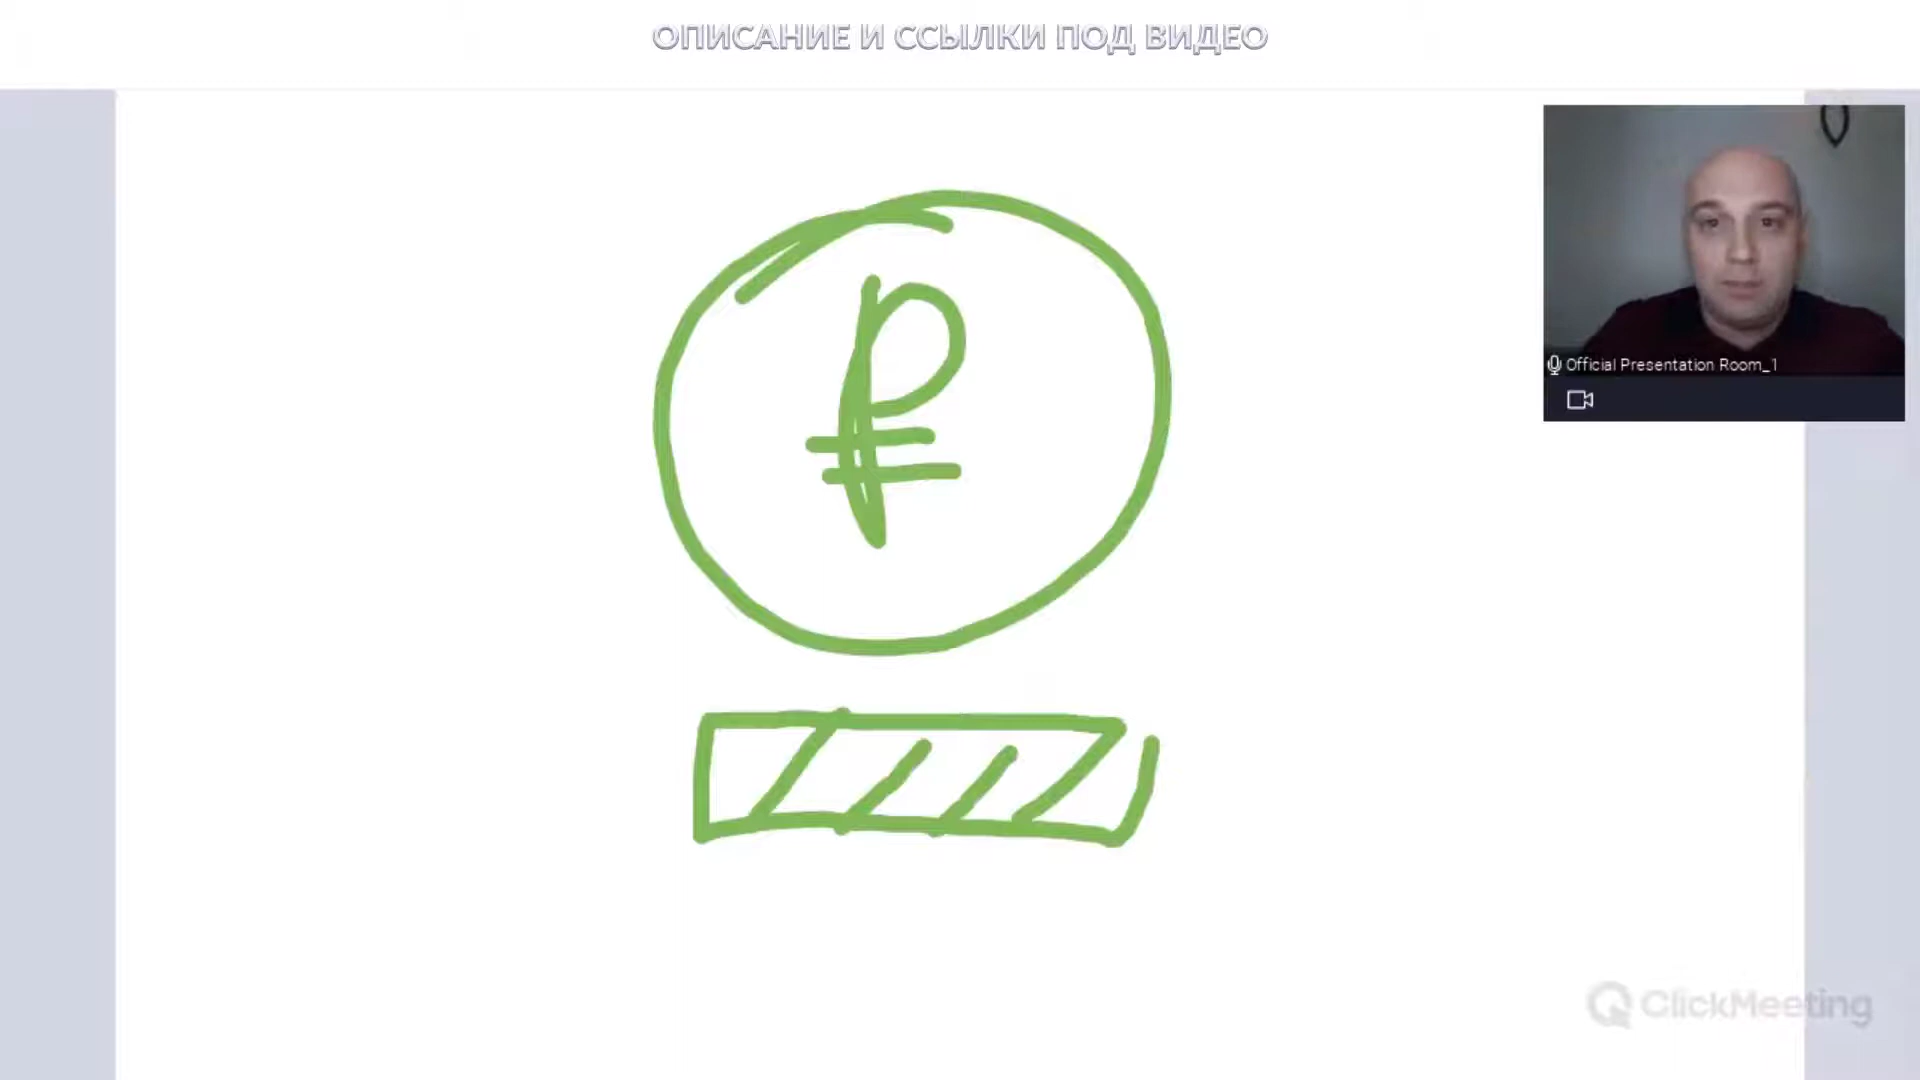 ОПИСАНИЕ И ССЫЛКИ ПОД ВИДЕО
₽
Official Presentation Room_1
ClickMeeting